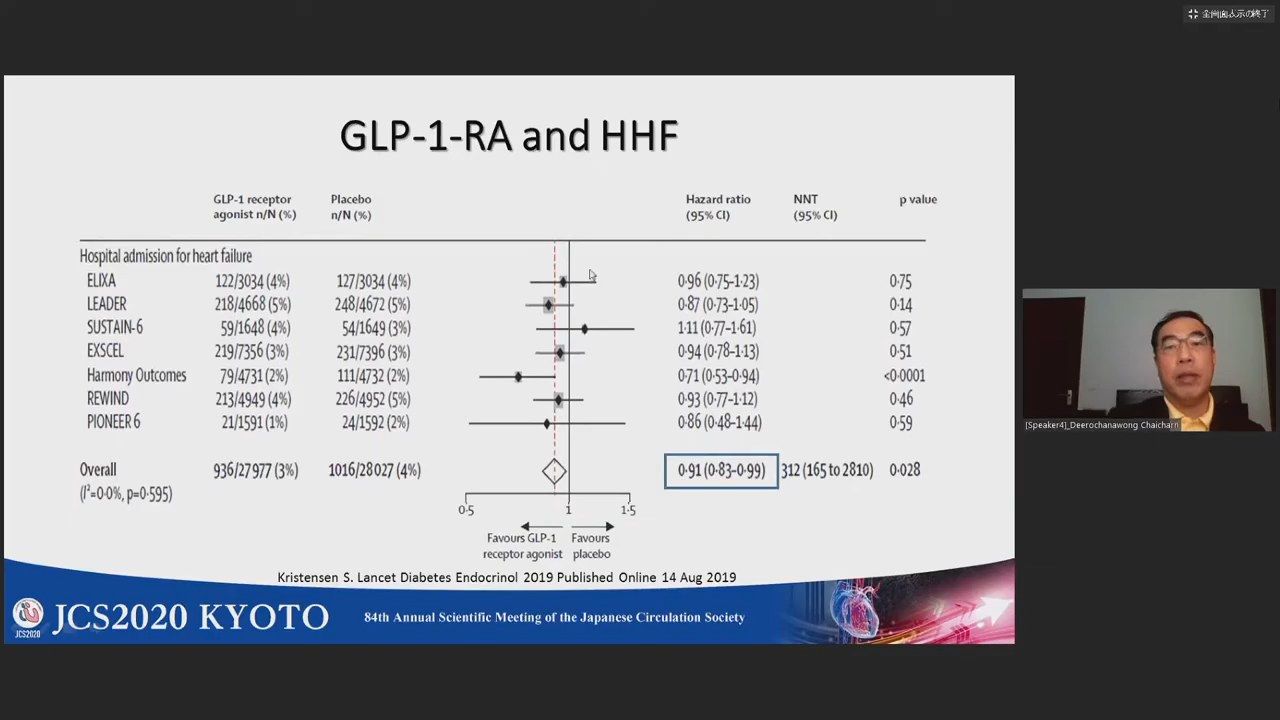 全画面表示の終了
GLP-1-RA and HHF
GLP-1 receptor agonist n/N (%) Placebo n/N (%) Hazard ratio (95% CI) NNT (95% CI) p value
Hospital admission for heart failure
ELIXA 122/3034 (4%) 127/3034 (4%) 0·96 (0·75–1·23) 0·75
LEADER 218/4668 (5%) 248/4672 (5%) 0·87 (0·73–1·05) 0·14
SUSTAIN-6 59/1648 (4%) 54/1649 (3%) 1·11 (0·77–1·61) 0·57
EXSCEL 219/7356 (3%) 231/7396 (3%) 0·94 (0·78–1·13) 0·51
Harmony Outcomes 79/4731 (2%) 111/4732 (2%) 0·71 (0·53–0·94) <0·0001
REWIND 213/4949 (4%) 226/4952 (5%) 0·93 (0·77–1·12) 0·46
PIONEER 6 21/1591 (1%) 24/1592 (2%) 0·86 (0·48–1·44) 0·59
Overall 936/27977 (3%) 1016/28027 (4%) 0·91 (0·83–0·99) 312 (165 to 2810) 0·028
(I²=0·0%, p=0·595)
0·5 1 1·5
Favours GLP-1 receptor agonist Favours placebo
Kristensen S. Lancet Diabetes Endocrinol 2019 Published Online 14 Aug 2019
JCS2020
JCS2020 KYOTO
84th Annual Scientific Meeting of the Japanese Circulation Society
[Speaker4]_Deerochanawong Chaicharn